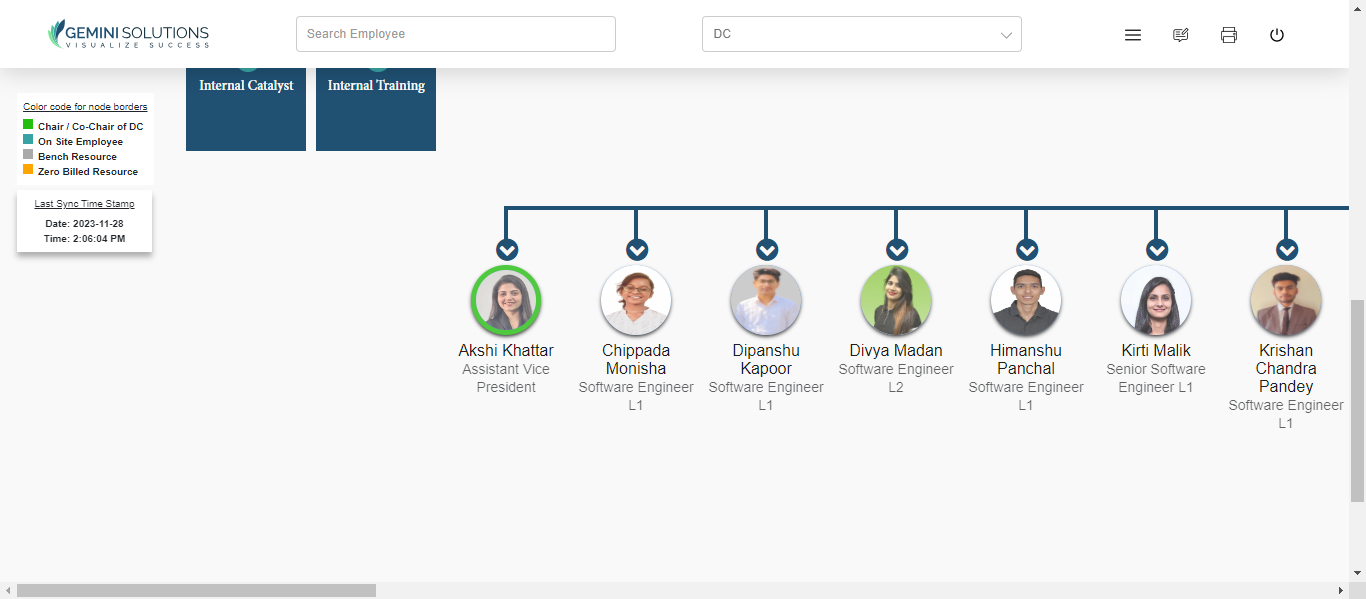 GEMINI SOLUTIONS
VISUALIZE SUCCESS
Search Employee
DC
Internal Catalyst
Internal Training
Color code for node borders
Chair / Co-Chair of DC
On Site Employee
Bench Resource
Zero Billed Resource
Last Sync Time Stamp
Date: 2023-11-28
Time: 2:06:04 PM
Akshi Khattar
Assistant Vice
President
Chippada
Monisha
Software Engineer
L1
Dipanshu
Kapoor
Software Engineer
L1
Divya Madan
Software Engineer
L2
Himanshu
Panchal
Software Engineer
L1
Kirti Malik
Senior Software
Engineer L1
Krishan
Chandra
Pandey
Software Engineer
L1